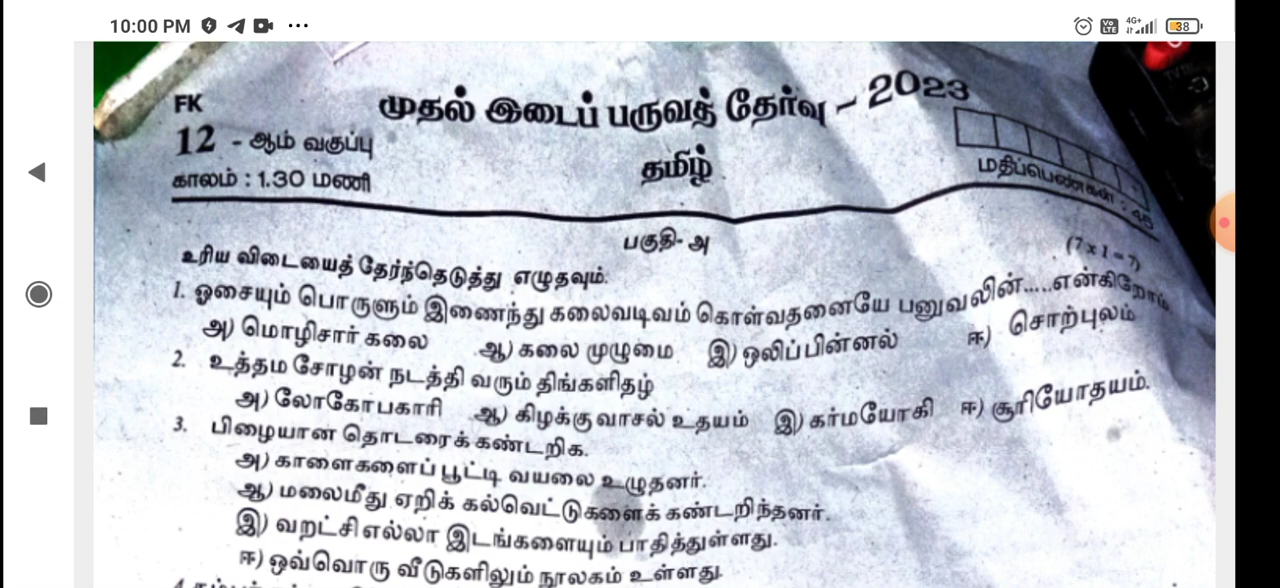 10:00 PM ... 4G+ Vo LTE 38
FK
முதல் இடைப் பருவத் தேர்வு - 2023
12 - ஆம் வகுப்பு
தமிழ்
காலம் : 1.30 மணி
மதிப்பெண்கள் : 45
பகுதி- அ
உரிய விடையைத் தேர்ந்தெடுத்து எழுதவும்.
(7 x 1 = 7)
1. ஓசையும் பொருளும் இணைந்து கலைவடிவம் கொள்வதனையே பனுவலின்.....என்கிறோம்
அ) மொழிசார் கலை ஆ) கலை முழுமை இ) ஒலிப்பின்னல் ஈ) சொற்புலம்
2. உத்தம சோழன் நடத்தி வரும் திங்களிதழ்
அ) லோகோபகாரி ஆ) கிழக்கு வாசல் உதயம் இ) கர்மயோகி ஈ) சூரியோதயம்.
3. பிழையான தொடரைக் கண்டறிக.
அ) காளைகளைப் பூட்டி வயலை உழுதனர்.
ஆ) மலைமீது ஏறிக் கல்வெட்டுகளைக் கண்டறிந்தனர்.
இ) வறட்சி எல்லா இடங்களையும் பாதித்துள்ளது.
ஈ) ஒவ்வொரு வீடுகளிலும் நூலகம் உள்ளது.